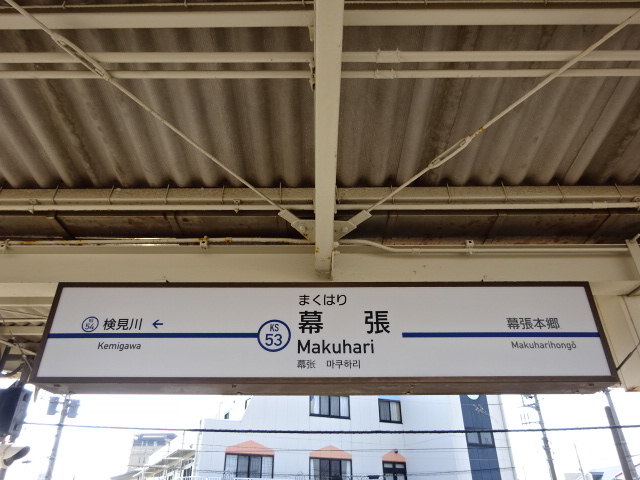 KS
54
検見川 ←
Kemigawa
KS
53
まくはり
幕張
Makuhari
幕张 마쿠하리
幕張本郷
Makuharihongō